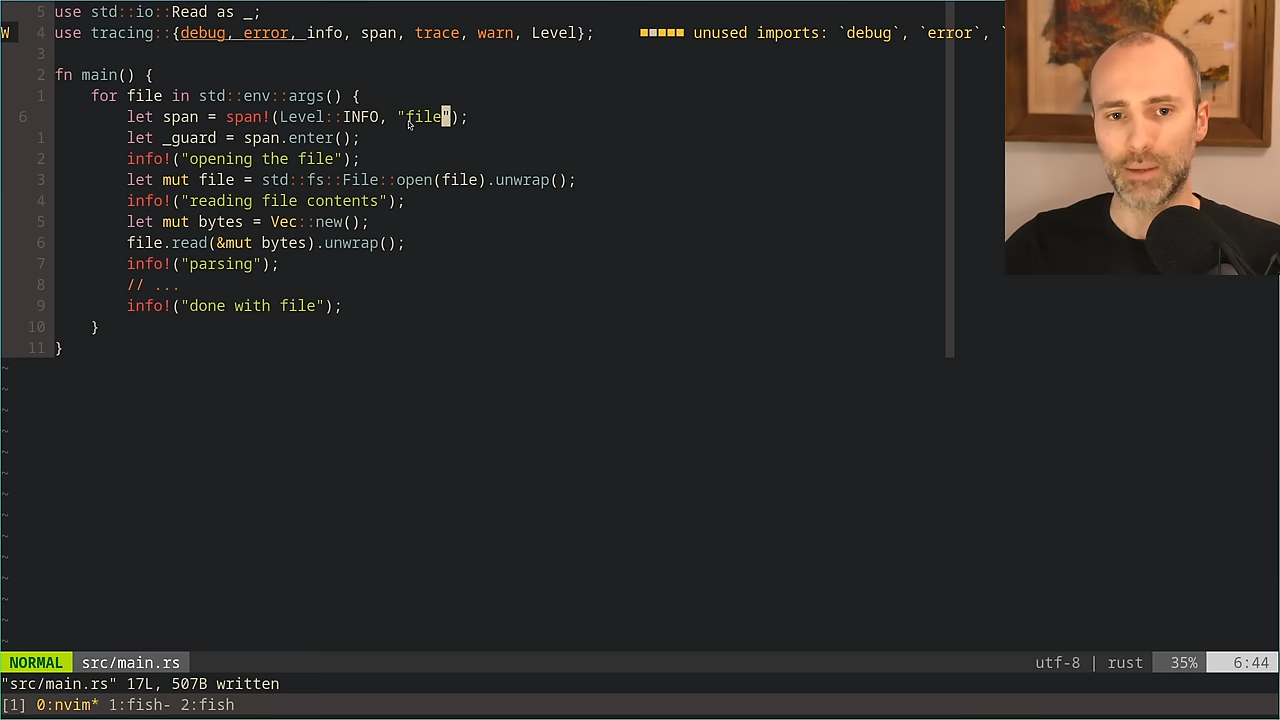 5 use std::io::Read as _;
W 4 use tracing::{debug, error, info, span, trace, warn, Level}; ■■■■■ unused imports: `debug`, `error`, `
3
2 fn main() {
1     for file in std::env::args() {
6         let span = span!(Level::INFO, "file");
1         let _guard = span.enter();
2         info!("opening the file");
3         let mut file = std::fs::File::open(file).unwrap();
4         info!("reading file contents");
5         let mut bytes = Vec::new();
6         file.read(&mut bytes).unwrap();
7         info!("parsing");
8         // ...
9         info!("done with file");
10     }
11 }
~
~
~
~
~
~
~
~
~
~
~
~
~
~
NORMAL src/main.rs utf-8 | rust 35% 6:44
"src/main.rs" 17L, 507B written
[1] 0:nvim* 1:fish- 2:fish